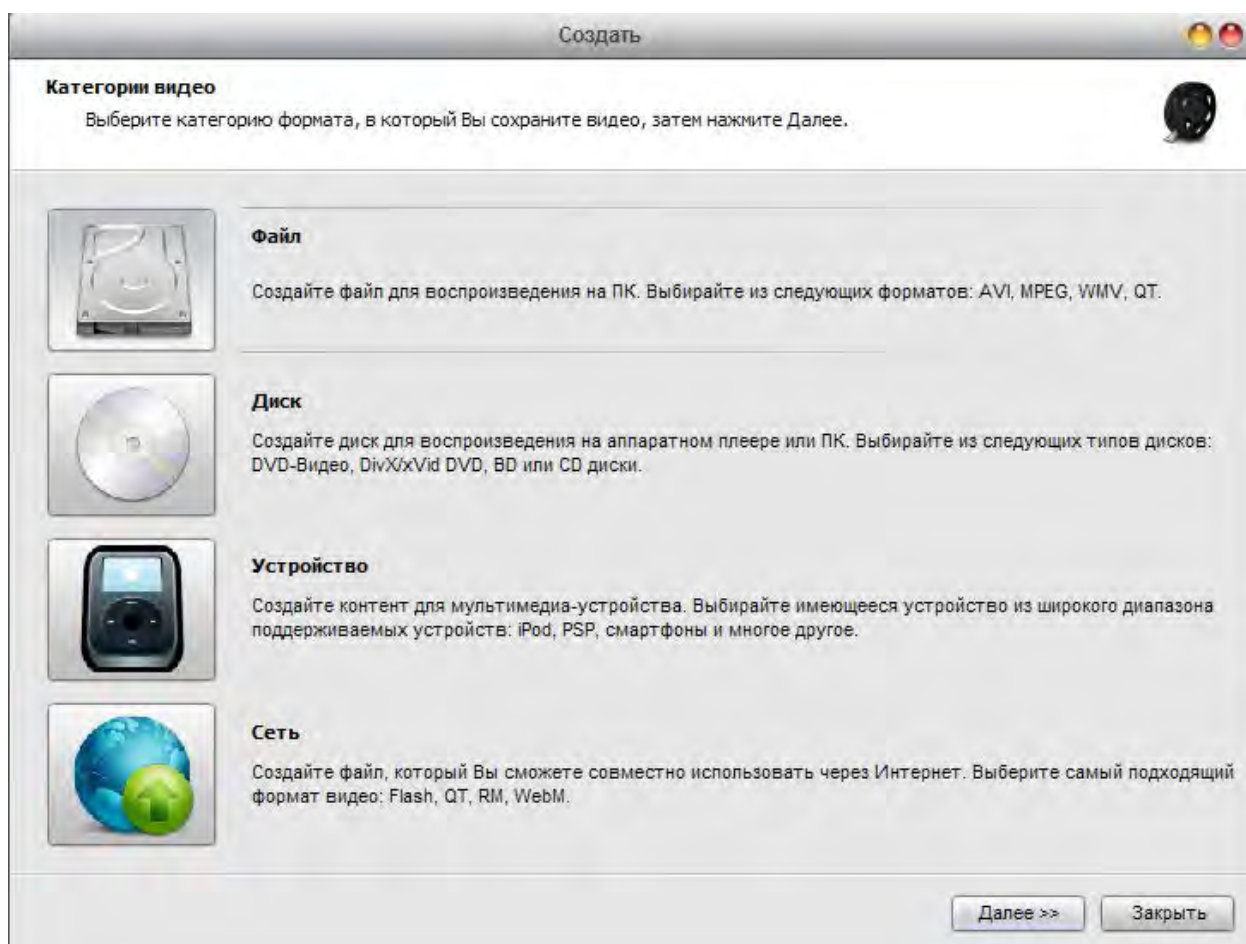 Создать
Категории видео
Выберите категорию формата, в который Вы сохраните видео, затем нажмите Далее.
Файл
Создайте файл для воспроизведения на ПК. Выбирайте из следующих форматов: AVI, MPEG, WMV, QT.
Диск
Создайте диск для воспроизведения на аппаратном плеере или ПК. Выбирайте из следующих типов дисков:
DVD-Видео, DivX/xVid DVD, BD или CD диски.
Устройство
Создайте контент для мультимедиа-устройства. Выбирайте имеющееся устройство из широкого диапазона
поддерживаемых устройств: iPod, PSP, смартфоны и многое другое.
Сеть
Создайте файл, который Вы сможете совместно использовать через Интернет. Выберите самый подходящий
формат видео: Flash, QT, RM, WebM.
Далее >>
Закрыть